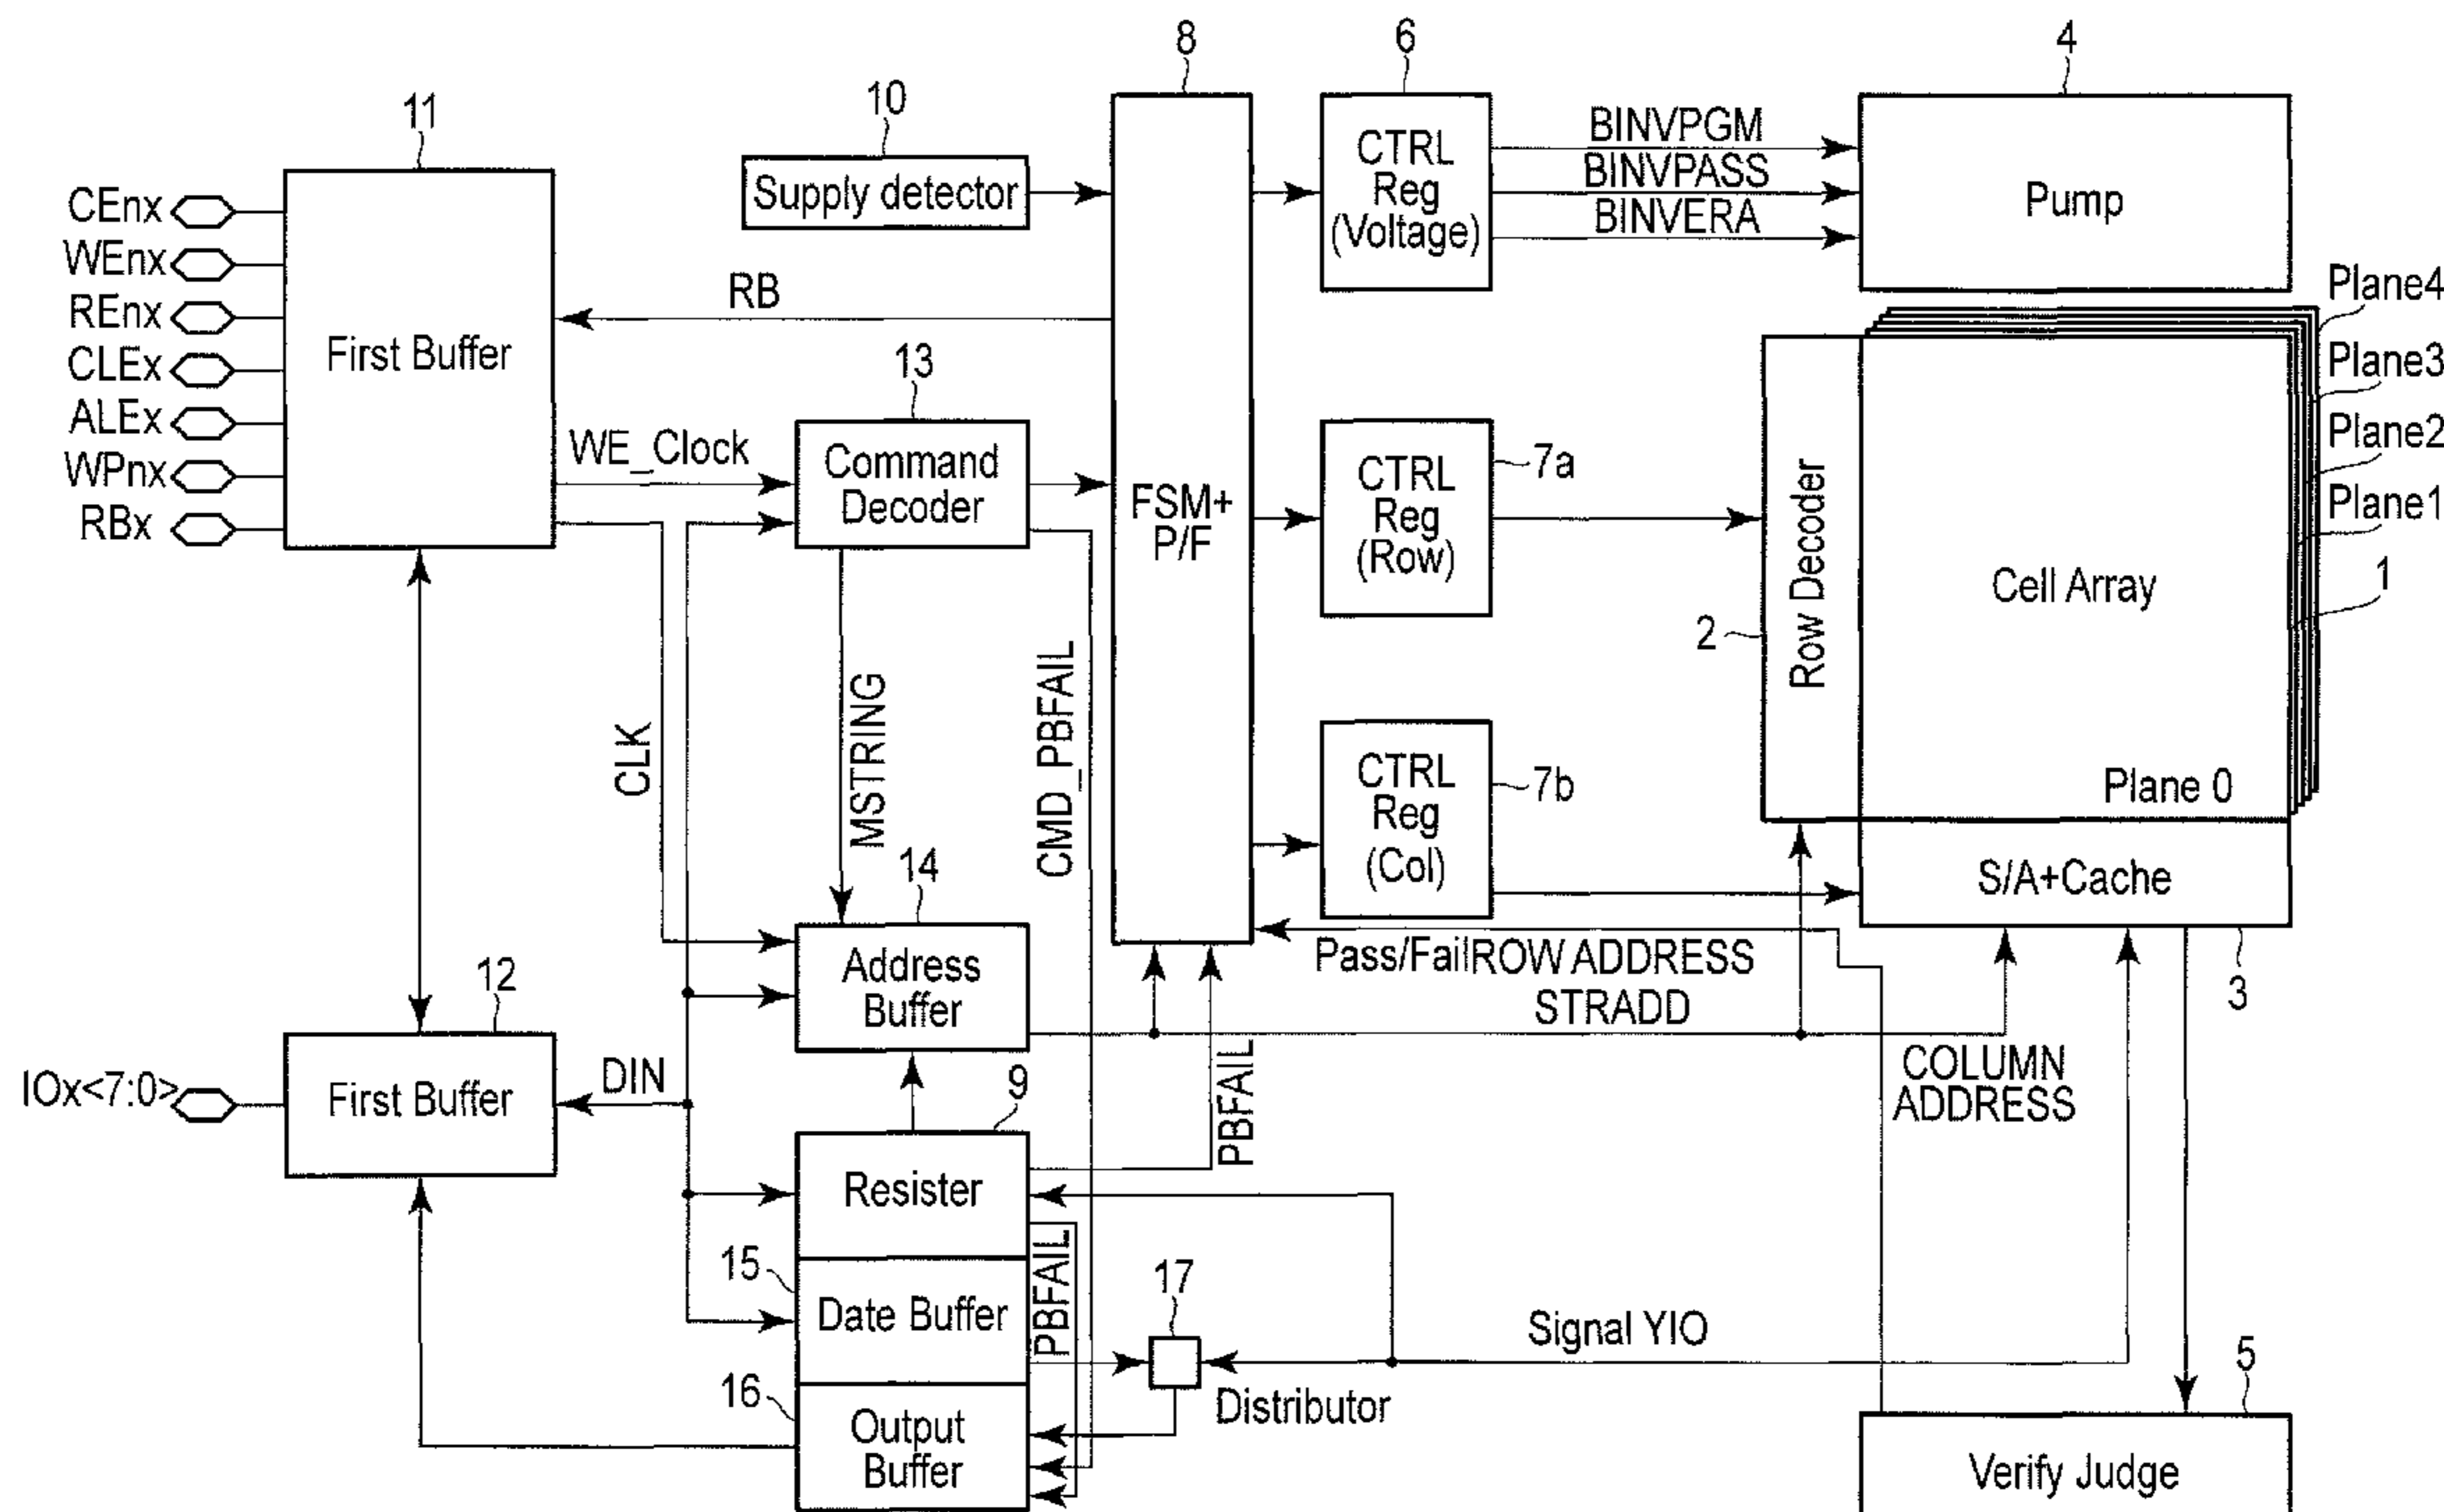 8
6
4
11
10
CTRL
Reg
(Voltage)
BINVPGM
BINVPASS
BINVERA
Pump
CEnx
WEnx
REnx
CLEx
ALEx
WPnx
RBx
First Buffer
Supply detector
RB
13
WE_Clock
Command
Decoder
FSM+
P/F
CTRL
Reg
(Row)
7a
2
Row Decoder
Cell Array
Plane4
Plane3
Plane2
Plane1
1
Plane 0
CLK
MSTRING
CMD_PBFAIL
CTRL
Reg
(Col)
7b
S/A+Cache
3
14
Address
Buffer
Pass/Fail
ROW ADDRESS
STRADD
COLUMN
ADDRESS
12
IOx<7:0>
First Buffer
DIN
9
PBFAIL
Resister
15
Date Buffer
PBFAIL
17
Signal YIO
Distributor
16
Output
Buffer
5
Verify Judge